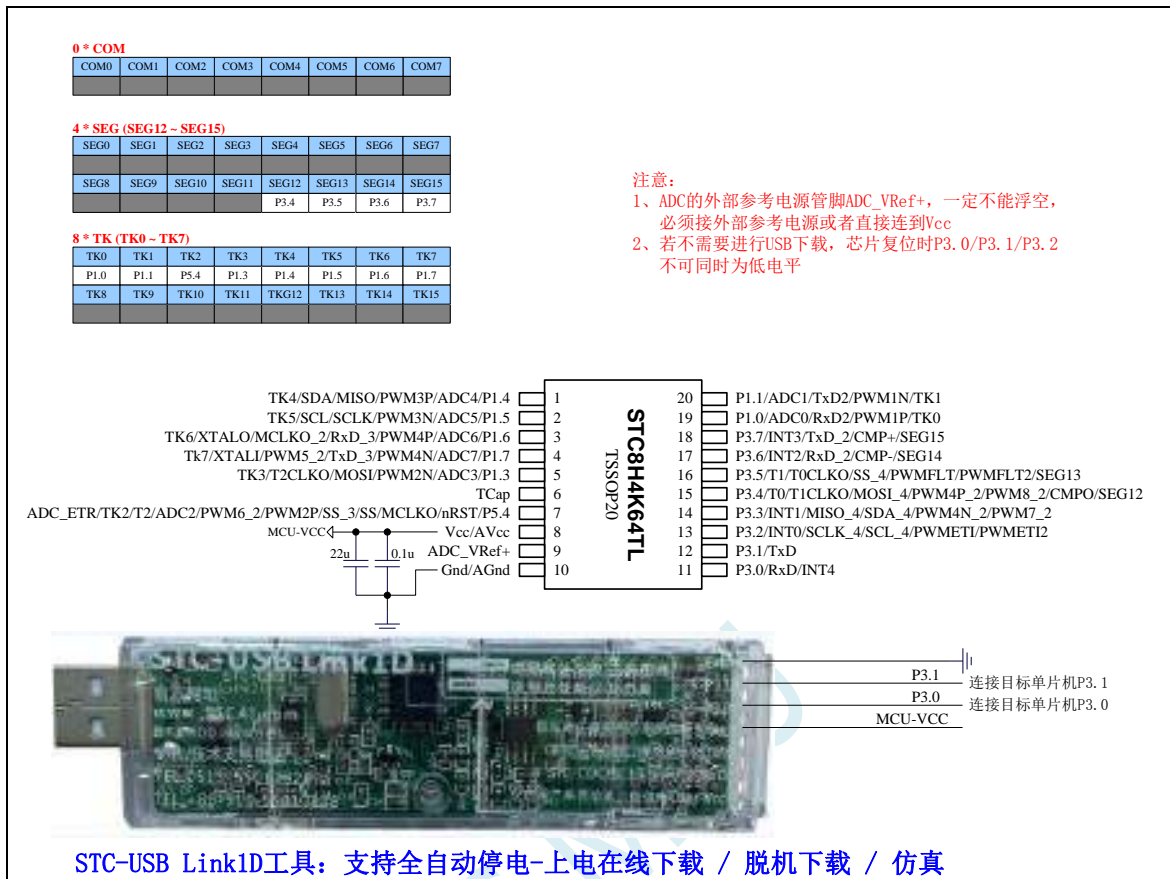 0 * COM
COM0 COM1 COM2 COM3 COM4 COM5 COM6 COM7
4 * SEG (SEG12 ~ SEG15)
SEG0 SEG1 SEG2 SEG3 SEG4 SEG5 SEG6 SEG7
SEG8 SEG9 SEG10 SEG11 SEG12 SEG13 SEG14 SEG15
P3.4 P3.5 P3.6 P3.7
8 * TK (TK0 ~ TK7)
TK0 TK1 TK2 TK3 TK4 TK5 TK6 TK7
P1.0 P1.1 P5.4 P1.3 P1.4 P1.5 P1.6 P1.7
TK8 TK9 TK10 TK11 TKG12 TK13 TK14 TK15
注意：
1、ADC的外部参考电源管脚ADC_VRef+，一定不能浮空，
必须接外部参考电源或者直接连到Vcc
2、若不需要进行USB下载，芯片复位时P3.0/P3.1/P3.2
不可同时为低电平
TK4/SDA/MISO/PWM3P/ADC4/P1.4 1 20 P1.1/ADC1/TxD2/PWM1N/TK1
TK5/SCL/SCLK/PWM3N/ADC5/P1.5 2 19 P1.0/ADC0/RxD2/PWM1P/TK0
TK6/XTALO/MCLKO_2/RxD_3/PWM4P/ADC6/P1.6 3 18 P3.7/INT3/TxD_2/CMP+/SEG15
Tk7/XTALI/PWM5_2/TxD_3/PWM4N/ADC7/P1.7 4 17 P3.6/INT2/RxD_2/CMP-/SEG14
TK3/T2CLKO/MOSI/PWM2N/ADC3/P1.3 5 16 P3.5/T1/T0CLKO/SS_4/PWMFLT/PWMFLT2/SEG13
TCap 6 15 P3.4/T0/T1CLKO/MOSI_4/PWM4P_2/PWM8_2/CMPO/SEG12
ADC_ETR/TK2/T2/ADC2/PWM6_2/PWM2P/SS_3/SS/MCLKO/nRST/P5.4 7 14 P3.3/INT1/MISO_4/SDA_4/PWM4N_2/PWM7_2
MCU-VCC Vcc/AVcc 8 13 P3.2/INT0/SCLK_4/SCL_4/PWMETI/PWMETI2
22u 0.1u ADC_VRef+ 9 12 P3.1/TxD
Gnd/AGnd 10 11 P3.0/RxD/INT4
STC8H4K64TL
TSSOP20
STC-USB Link1D
P3.1 连接目标单片机P3.1
P3.0 连接目标单片机P3.0
MCU-VCC
STC-USB Link1D工具：支持全自动停电-上电在线下载 / 脱机下载 / 仿真